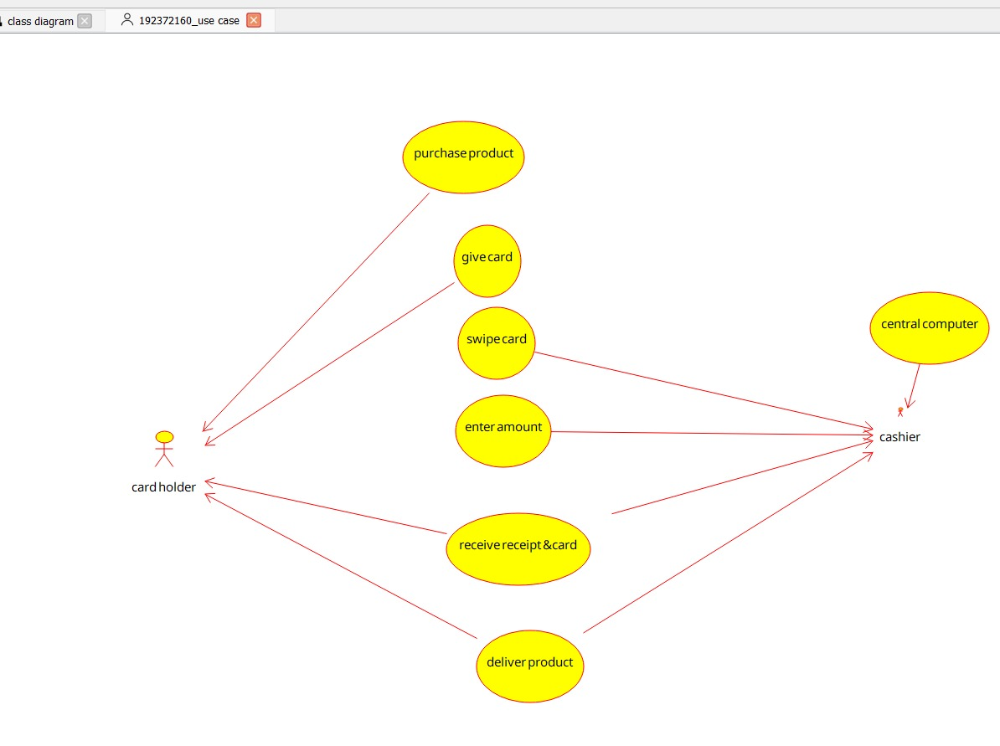 class diagram
192372160_use case
purchase product
give card
swipe card
central computer
enter amount
cashier
card holder
receive receipt &card
deliver product